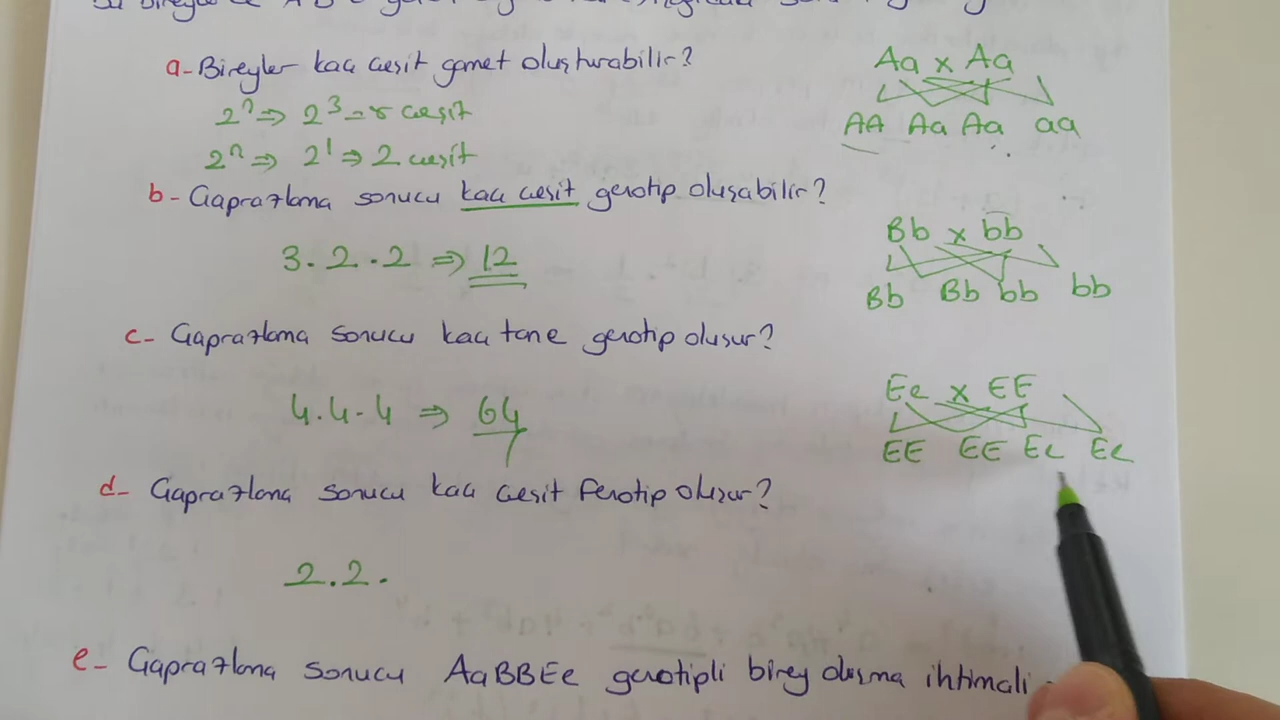 a- Bireyler kaç çeşit gamet oluşturabilir?
2ⁿ ⇒ 2³ = 8 çeşit
2ⁿ ⇒ 2¹ ⇒ 2 çeşit
Aa x Aa
AA Aa Aa aa
b- Çaprazlama sonucu kaç çeşit genotip oluşabilir?
3.2.2 ⇒ 12
Bb x bb
Bb Bb bb bb
c- Çaprazlama sonucu kaç tane genotip oluşur?
4.4.4 ⇒ 64
Ee x EE
EE EE Ee Ee
d- Çaprazlama sonucu kaç çeşit fenotip oluşur?
2.2.
e- Çaprazlama sonucu AaBBEe genotipli birey oluşma ihtimali